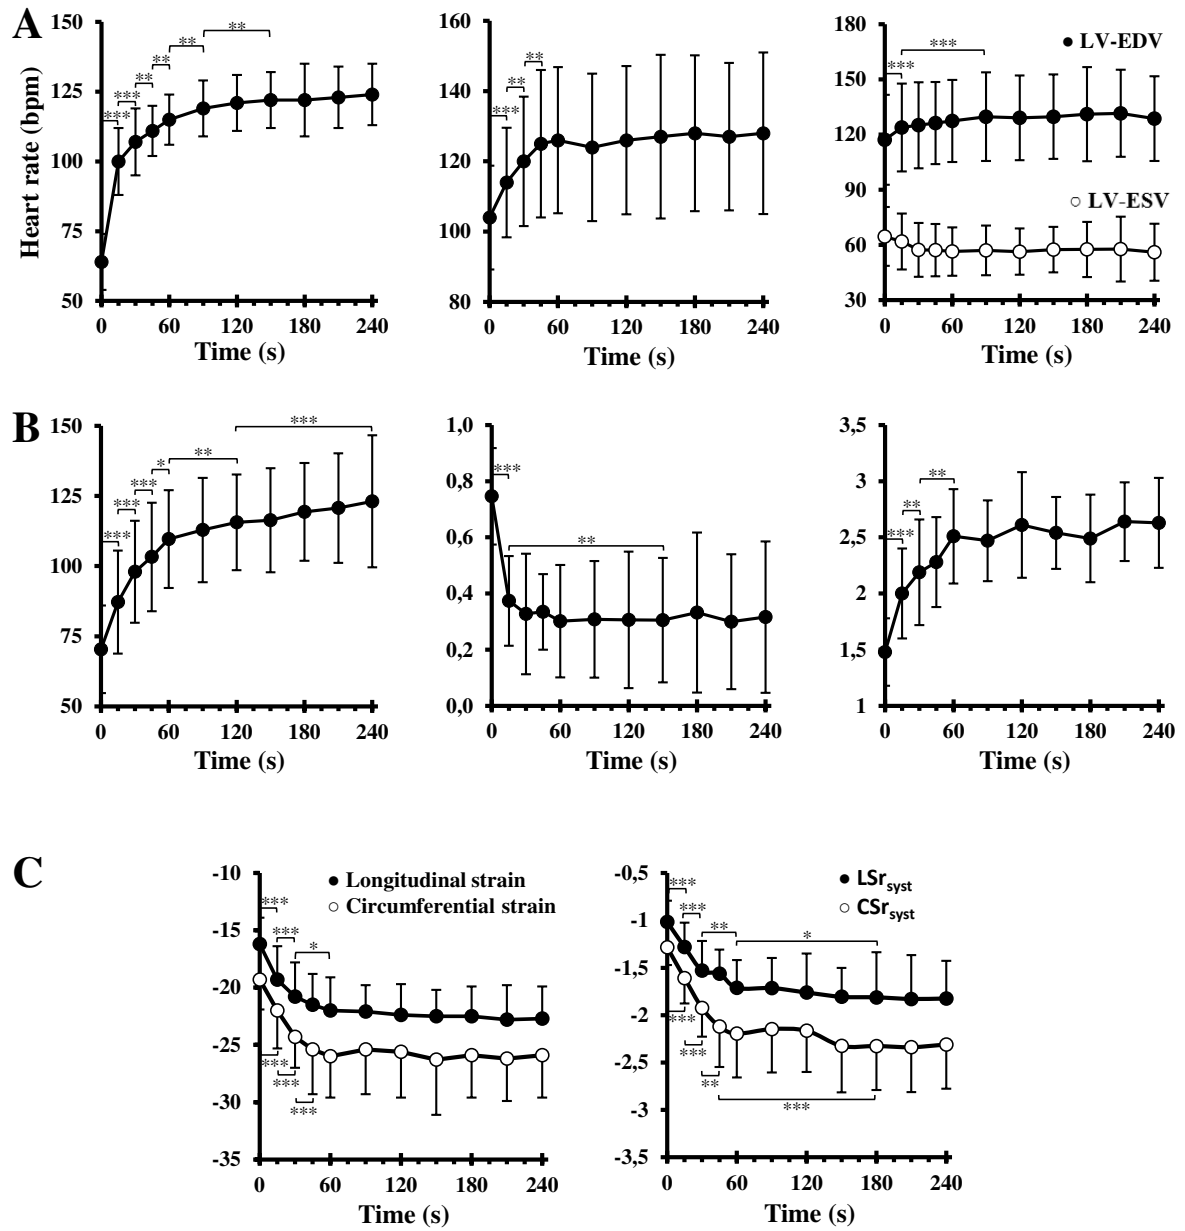 A
Heart rate (bpm)
150
125
100
75
50
*** *** ** ** ** **
0 60 120 180 240
Time (s)
160
140
120
100
80
*** ** **
0 60 120 180 240
Time (s)
180
150
120
90
60
30
*** ***
LV-EDV
LV-ESV
0 60 120 180 240
Time (s)
B
150
125
100
75
50
*** *** *** * ** ***
0 60 120 180 240
Time (s)
1,0
0,8
0,6
0,4
0,2
0,0
*** **
0 60 120 180 240
Time (s)
3,5
3
2,5
2
1,5
1
*** ** **
0 60 120 180 240
Time (s)
C
-10
-15
-20
-25
-30
-35
Longitudinal strain
Circumferential strain
*** *** *
*** *** ***
0 60 120 180 240
Time (s)
-0,5
-1
-1,5
-2
-2,5
-3
-3,5
LSrsyst
CSrsyst
*** *** ** *
*** *** ** ***
0 60 120 180 240
Time (s)